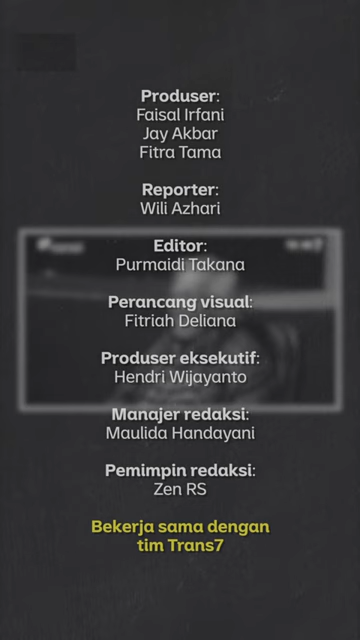 Produser:
Faisal Irfani
Jay Akbar
Fitra Tama
Reporter:
Wili Azhari
Editor:
Purmaidi Takana
Perancang visual:
Fitriah Deliana
Produser eksekutif:
Hendri Wijayanto
Manajer redaksi:
Maulida Handayani
Pemimpin redaksi:
Zen RS
Bekerja sama dengan
tim Trans7